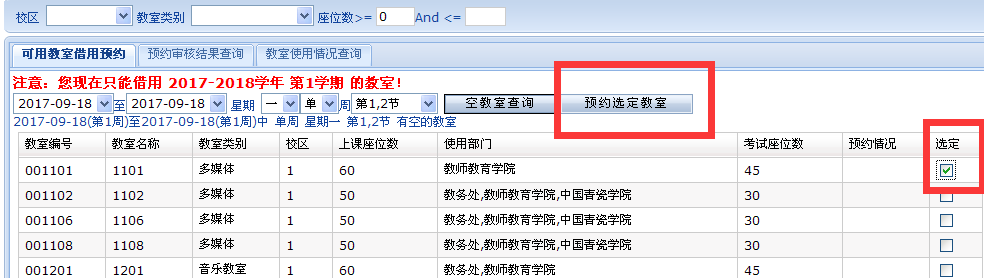 校区 教室类别 座位数>= 0 And <=
可用教室借用预约 预约审核结果查询 教室使用情况查询
注意：您现在只能借用 2017-2018学年 第1学期 的教室！
2017-09-18 至 2017-09-18 星期 一 单 周 第1,2节 空教室查询 预约选定教室
2017-09-18(第1周)至2017-09-18(第1周)中 单周 星期一 第1,2节 有空的教室
教室编号 教室名称 教室类别 校区 上课座位数 使用部门 考试座位数 预约情况 选定
001101 1101 多媒体 1 60 教师教育学院 45
001102 1102 多媒体 1 50 教务处,教师教育学院,中国青瓷学院 30
001106 1106 多媒体 1 50 教务处,教师教育学院,中国青瓷学院 30
001108 1108 多媒体 1 50 教务处,教师教育学院,中国青瓷学院 30
001201 1201 音乐教室 1 60 教师教育学院 45